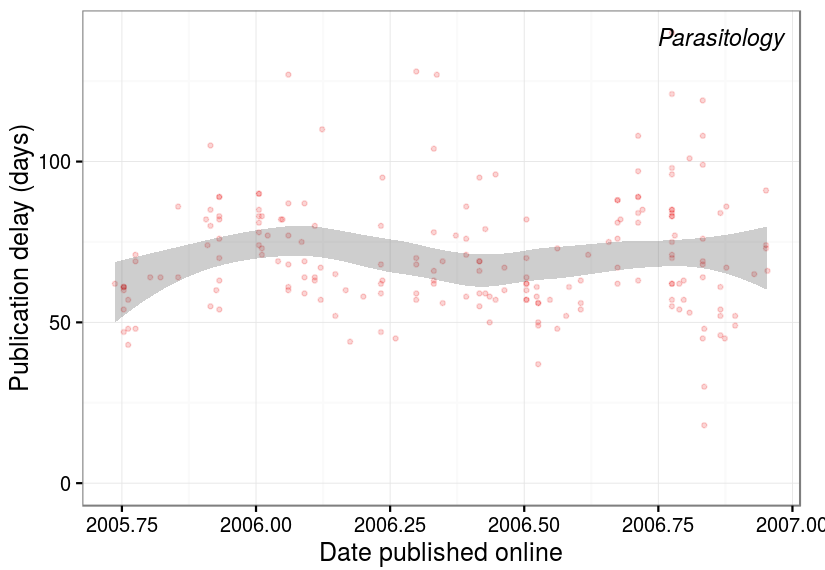 Parasitology
Publication delay (days)
100
50
0
2005.75 2006.00 2006.25 2006.50 2006.75 2007.00
Date published online